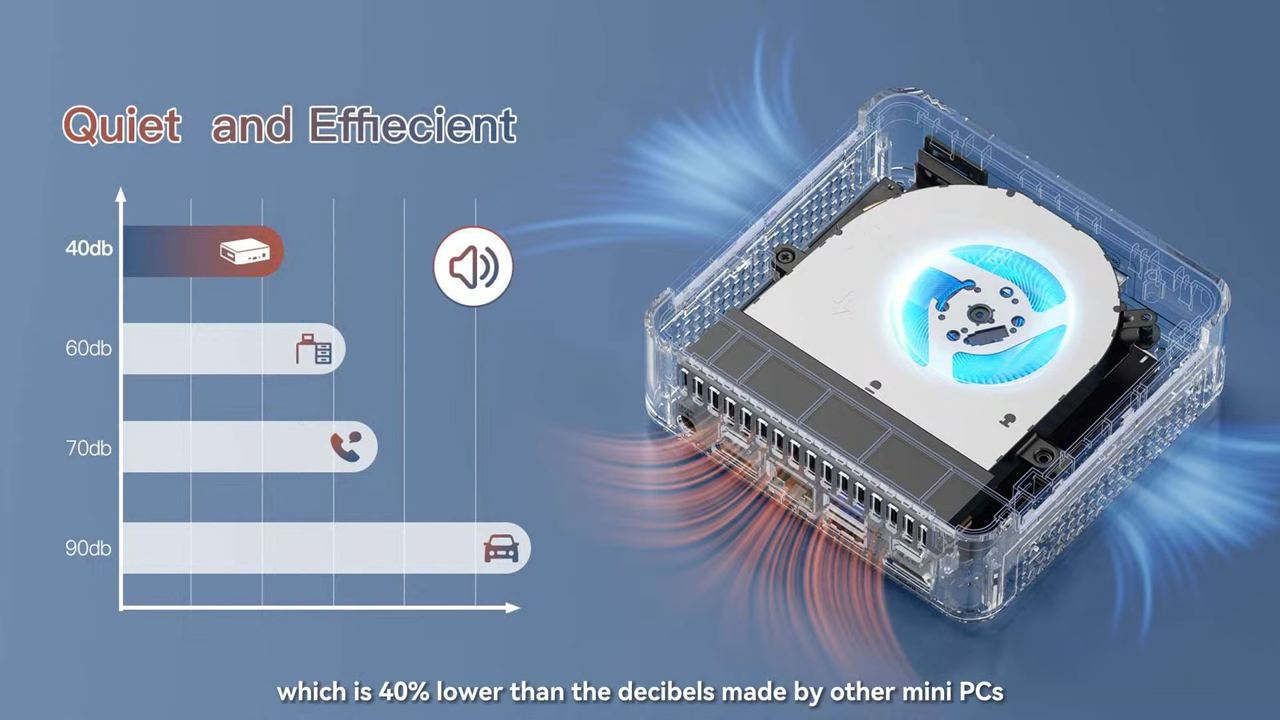 Quiet and Effiecient
40db
60db
70db
90db
which is 40% lower than the decibels made by other mini PCs